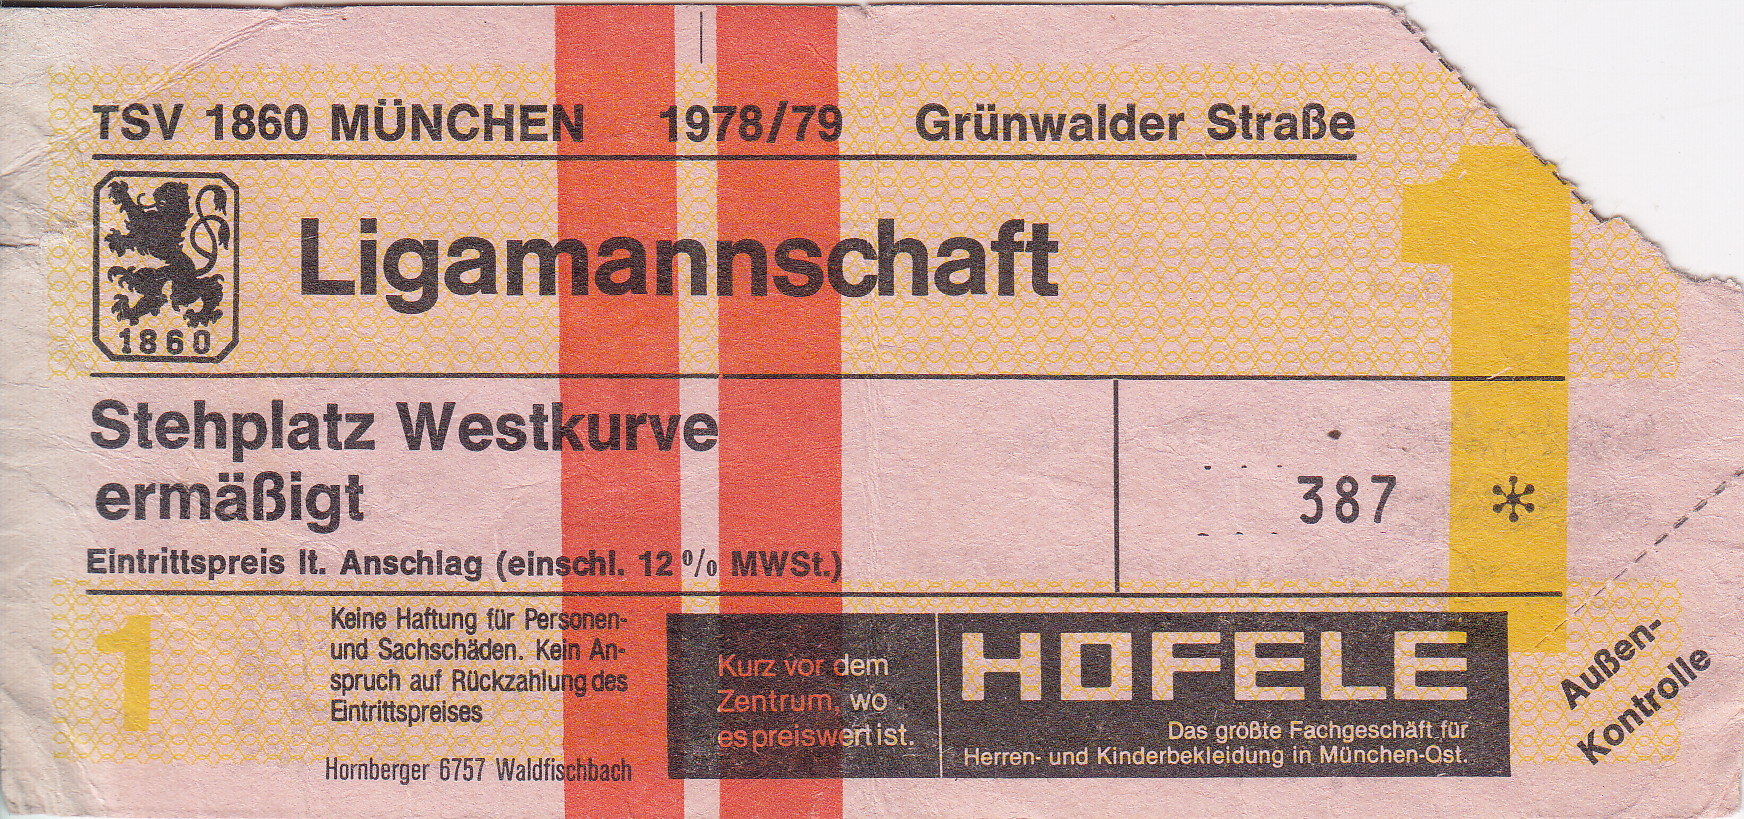 TSV 1860 MÜNCHEN 1978/79 Grünwalder Straße
Ligamannschaft
1860
1
Stehplatz Westkurve
ermäßigt
387 *
Eintrittspreis lt. Anschlag (einschl. 12 % MWSt.)
1
Keine Haftung für Personen-
und Sachschäden. Kein An-
spruch auf Rückzahlung des
Eintrittspreises
Hornberger 6757 Waldfischbach
Kurz vor dem
Zentrum, wo
es preiswert ist.
HOFELE
Das größte Fachgeschäft für
Herren- und Kinderbekleidung in München-Ost.
Außen-
Kontrolle